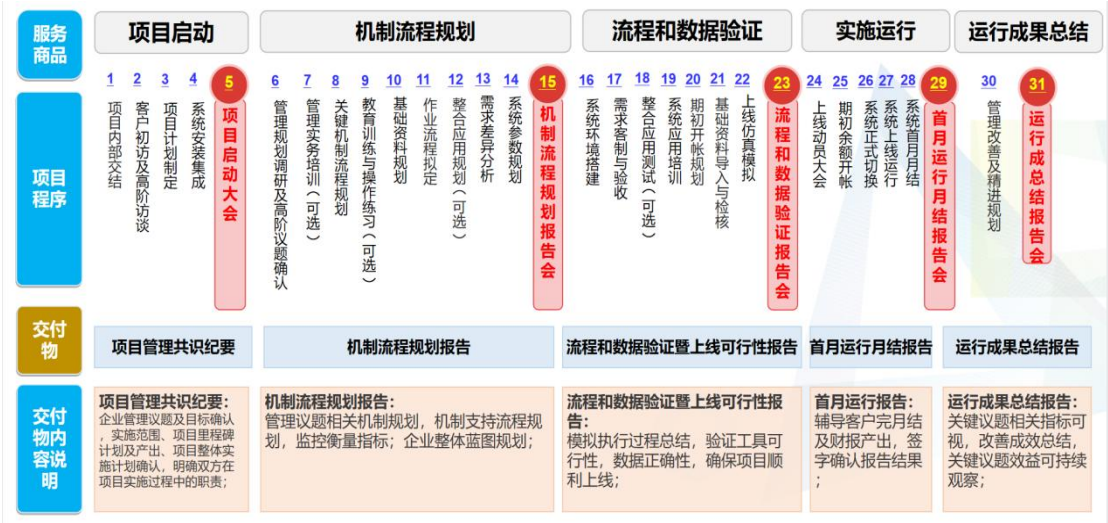 服务
商品
项目启动
机制流程规划
流程和数据验证
实施运行
运行成果总结
项目
程序
1
项目内部交结
2
客户初访及高阶访谈
3
项目计划制定
4
系统安装集成
5
项目启动大会
6
管理规划调研及高阶议题确认
7
管理实务培训（可选）
8
关键机制流程规划
9
教育训练与操作练习（可选）
10
基础资料规划
11
作业流程拟定
12
整合应用规划（可选）
13
需求差异分析
14
系统参数规划
15
机制流程规划报告会
16
系统环境搭建
17
需求客制与验收
18
整合应用测试（可选）
19
系统应用培训
20
期初开帐规划
21
基础资料导入与检核
22
上线仿真模拟
23
流程和数据验证报告会
24
上线动员大会
25
期初余额开帐
26
系统正式切换
27
系统上线运行
28
系统首月月结
29
首月运行月结报告会
30
管理改善及精进规划
31
运行成总结报告会
交付
物
项目管理共识纪要
机制流程规划报告
流程和数据验证暨上线可行性报告
首月运行月结报告
运行成果总结报告
交付
物内
容说
明
项目管理共识纪要：
企业管理议题及目标确认
，实施范围、项目里程碑
计划及产出、项目整体实
施计划确认，明确双方在
项目实施过程中的职责；
机制流程规划报告：
管理议题相关机制规划，机制支持流程规
划，监控衡量指标；企业整体蓝图规划；
流程和数据验证暨上线可行性报
告：
模拟执行过程总结，验证工具可
行性，数据正确性，确保项目顺
利上线；
首月运行报告：
辅导客户完月结
及财报产出，签
字确认报告结果
；
运行成果总结报告：
关键议题相关指标可
视，改善成效总结，
关键议题效益可持续
观察；